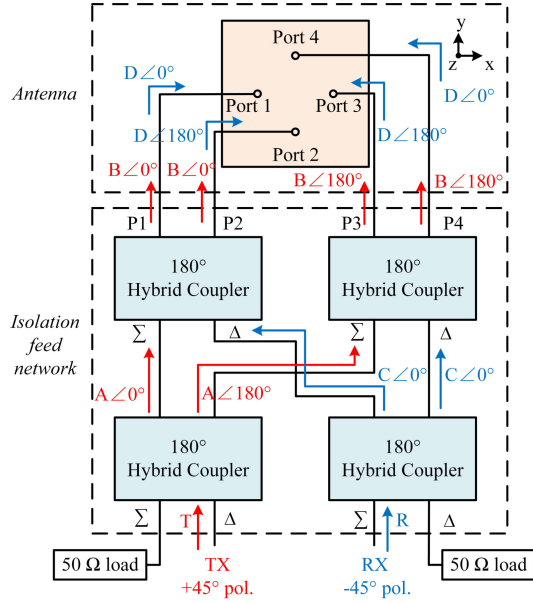 Port 4
y
z
x
D∠0°
Antenna
Port 1
Port 3
D∠0°
D∠180°
D∠180°
Port 2
B∠0°
B∠0°
B∠180°
B∠180°
P1
P2
P3
P4
180°
Hybrid Coupler
180°
Hybrid Coupler
Isolation
feed
network
Σ
Δ
Σ
Δ
A∠0°
A∠180°
C∠0°
C∠0°
180°
Hybrid Coupler
180°
Hybrid Coupler
Σ
T
Δ
Σ
R
Δ
50 Ω load
TX
+45° pol.
RX
-45° pol.
50 Ω load